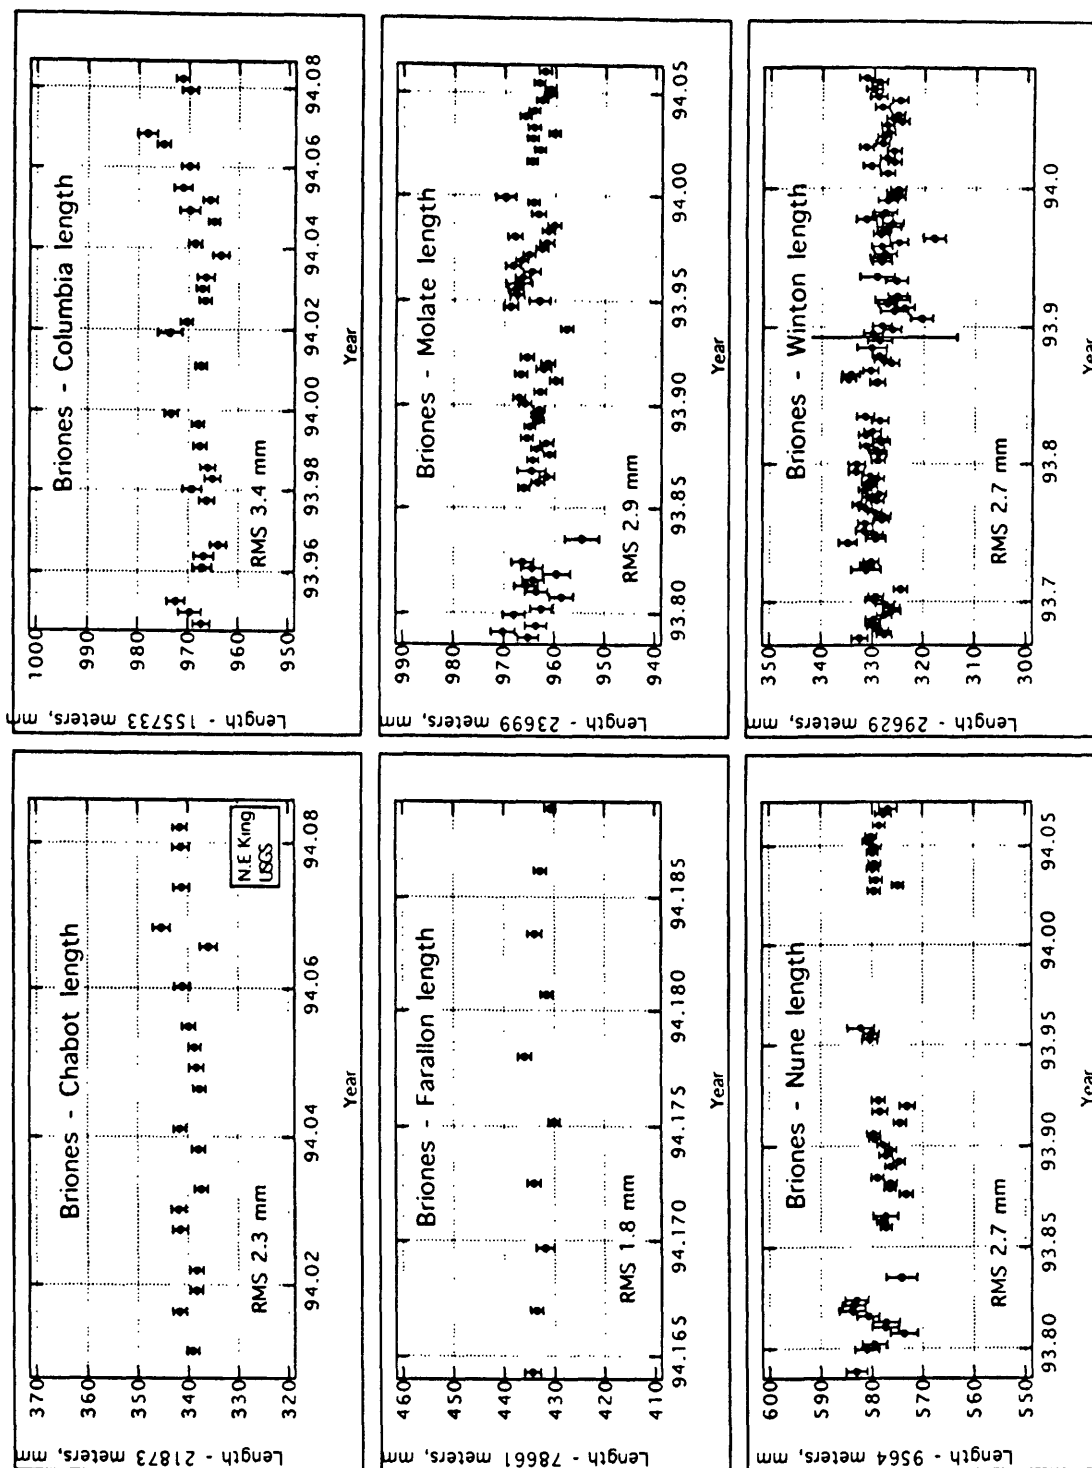 Briones - Chabot length
Length - 21873 meters, mm
370
360
350
340
330
320
94.02
94.04
94.06
94.08
Year
RMS 2.3 mm
N.E King
USGS
Briones - Columbia length
Length - 155733 meters, mm
1000
990
980
970
960
950
93.96
93.98
94.00
94.02
94.04
94.06
94.08
Year
RMS 3.4 mm
Briones - Farallon length
Length - 78661 meters, mm
460
450
440
430
420
410
94.165
94.170
94.175
94.180
94.185
Year
RMS 1.8 mm
Briones - Molate length
Length - 23699 meters, mm
990
980
970
960
950
940
93.80
93.85
93.90
93.95
94.00
94.05
Year
RMS 2.9 mm
Briones - Nune length
Length - 9564 meters, mm
600
590
580
570
560
550
93.80
93.85
93.90
93.95
94.00
94.05
Year
RMS 2.7 mm
Briones - Winton length
Length - 29629 meters, mm
350
340
330
320
310
300
93.7
93.8
93.9
94.0
Year
RMS 2.7 mm